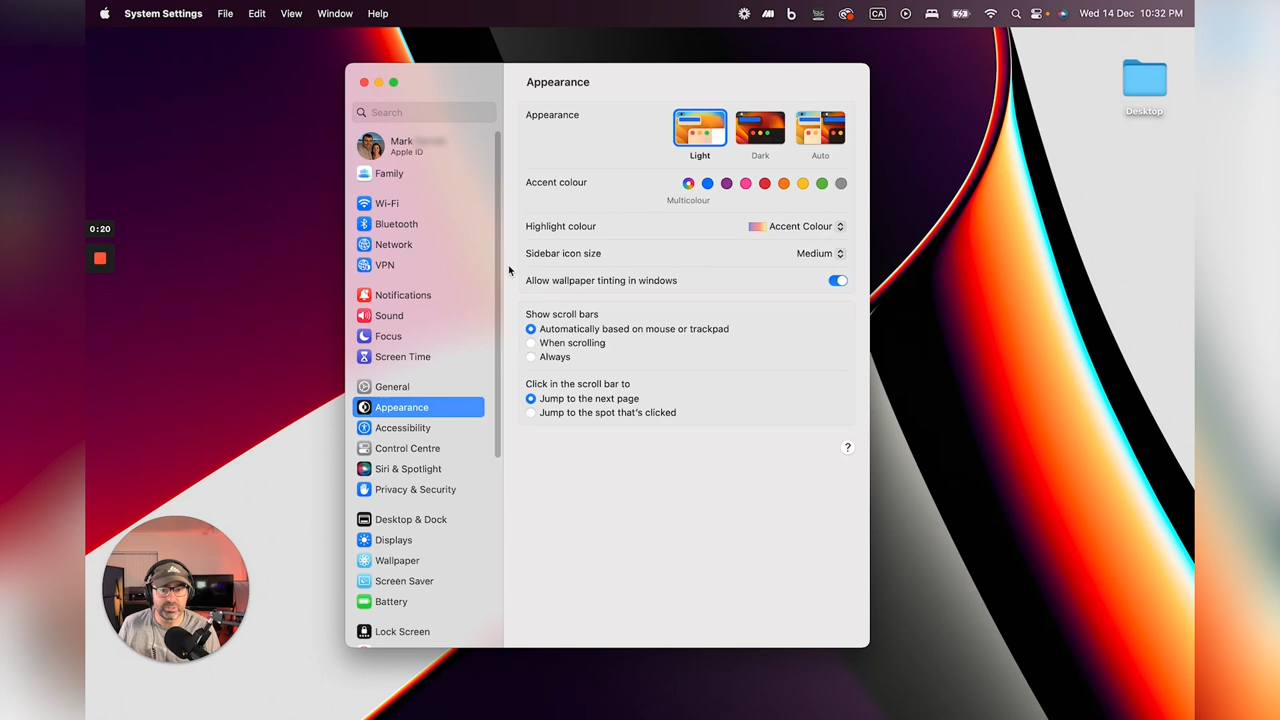 System Settings File Edit View Window Help
CA Wed 14 Dec 10:32 PM
Desktop
0:20
Search
Mark
Apple ID
Family
Wi-Fi
Bluetooth
Network
VPN
Notifications
Sound
Focus
Screen Time
General
Appearance
Accessibility
Control Centre
Siri & Spotlight
Privacy & Security
Desktop & Dock
Displays
Wallpaper
Screen Saver
Battery
Lock Screen
Appearance
Appearance
Light Dark Auto
Accent colour
Multicolour
Highlight colour Accent Colour
Sidebar icon size Medium
Allow wallpaper tinting in windows
Show scroll bars
Automatically based on mouse or trackpad
When scrolling
Always
Click in the scroll bar to
Jump to the next page
Jump to the spot that's clicked
?